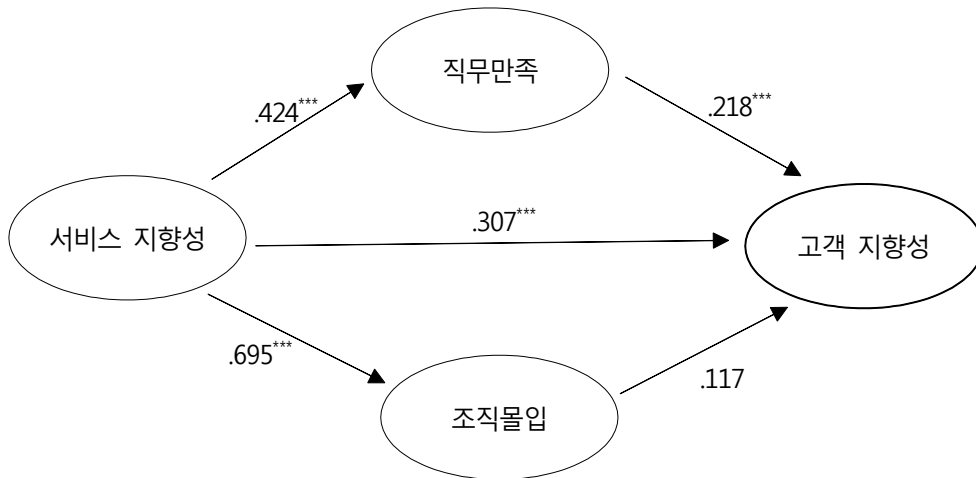 직무만족
.424***
.218***
서비스 지향성
.307***
고객 지향성
.695***
.117
조직몰입